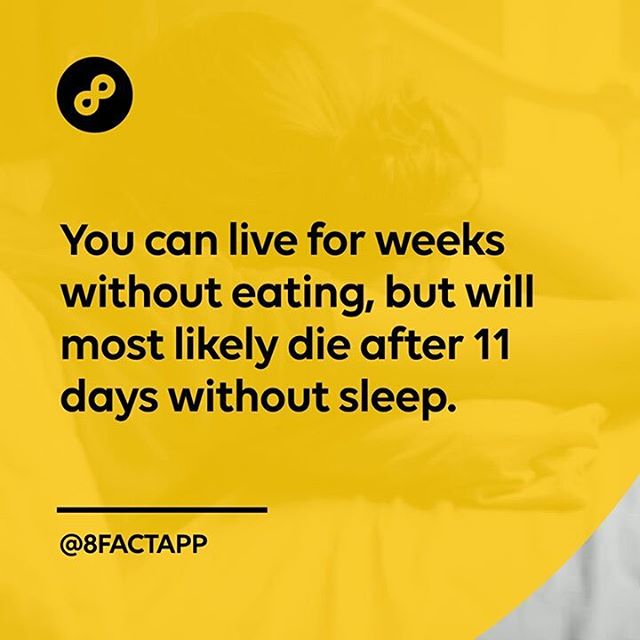 You can live for weeks
without eating, but will
most likely die after 11
days without sleep.
@8FACTAPP